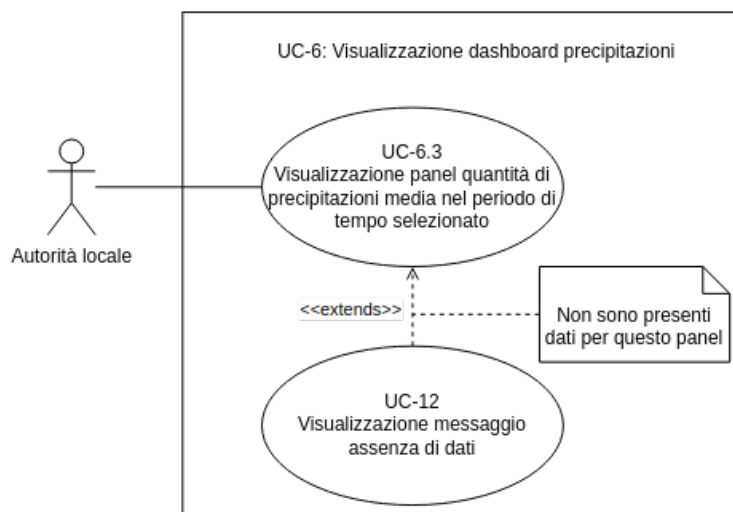 UC-6: Visualizzazione dashboard precipitazioni
UC-6.3
Visualizzazione panel quantità di
precipitazioni media nel periodo di
tempo selezionato
Autorità locale
<<extends>>
Non sono presenti
dati per questo panel
UC-12
Visualizzazione messaggio
assenza di dati